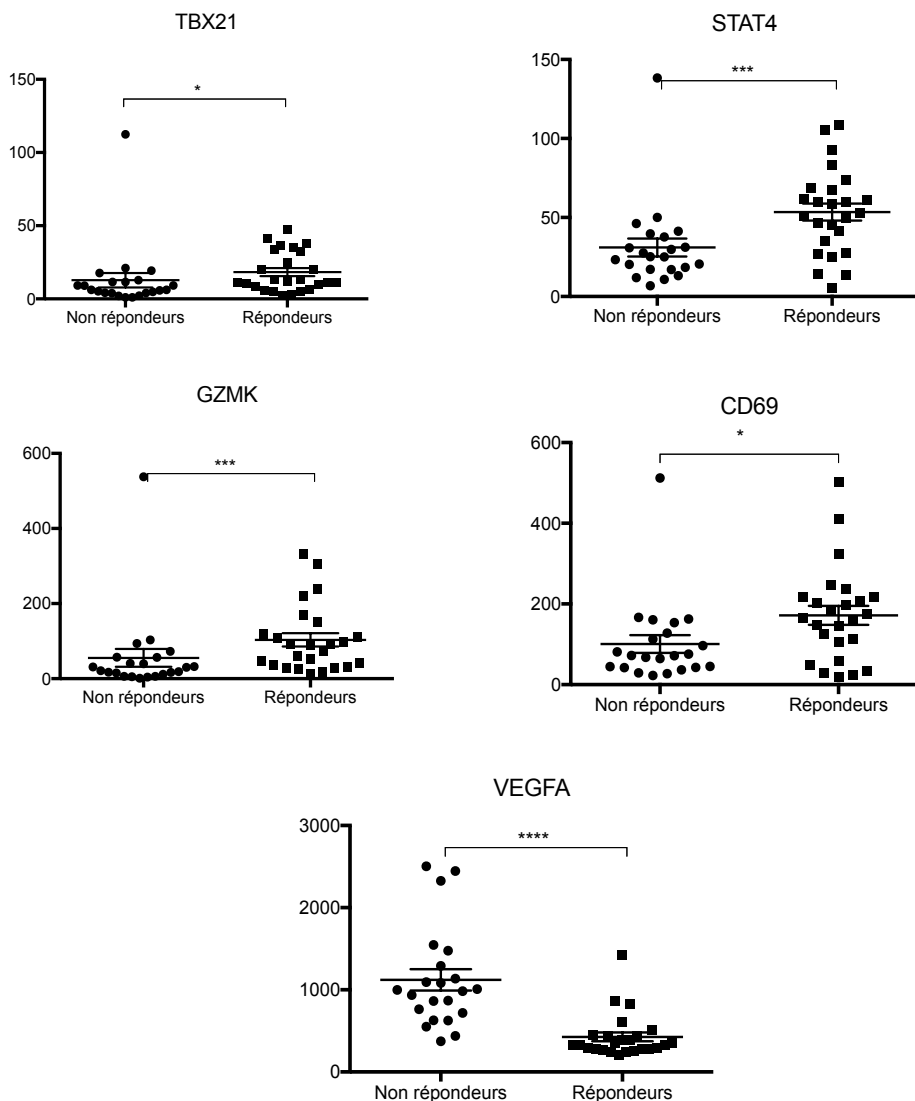 TBX21
150
100
50
0
*
Non répondeurs
Répondeurs
STAT4
150
100
50
0
***
Non répondeurs
Répondeurs
GZMK
600
400
200
0
***
Non répondeurs
Répondeurs
CD69
600
400
200
0
*
Non répondeurs
Répondeurs
VEGFA
3000
2000
1000
0
****
Non répondeurs
Répondeurs